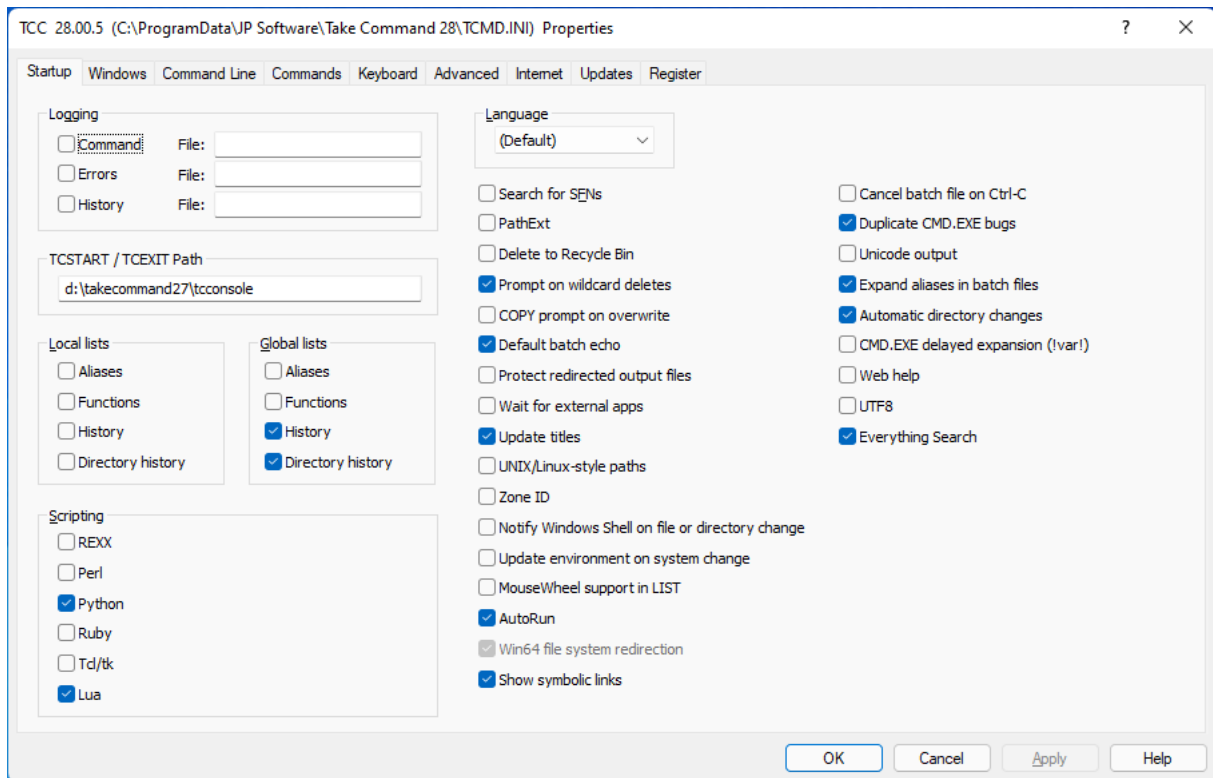 TCC 28.00.5 (C:\ProgramData\JP Software\Take Command 28\TCMD.INI) Properties
?
Startup Windows Command Line Commands Keyboard Advanced Internet Updates Register
Logging
Command File:
Errors File:
History File:
TCSTART / TCEXIT Path
d:\takecommand27\tcconsole
Local lists
Aliases
Functions
History
Directory history
Global lists
Aliases
Functions
History
Directory history
Scripting
REXX
Perl
Python
Ruby
Tcl/tk
Lua
Language
(Default)
Search for SFNs
PathExt
Delete to Recycle Bin
Prompt on wildcard deletes
COPY prompt on overwrite
Default batch echo
Protect redirected output files
Wait for external apps
Update titles
UNIX/Linux-style paths
Zone ID
Notify Windows Shell on file or directory change
Update environment on system change
MouseWheel support in LIST
AutoRun
Win64 file system redirection
Show symbolic links
Cancel batch file on Ctrl-C
Duplicate CMD.EXE bugs
Unicode output
Expand aliases in batch files
Automatic directory changes
CMD.EXE delayed expansion (!var!)
Web help
UTF8
Everything Search
OK Cancel Apply Help